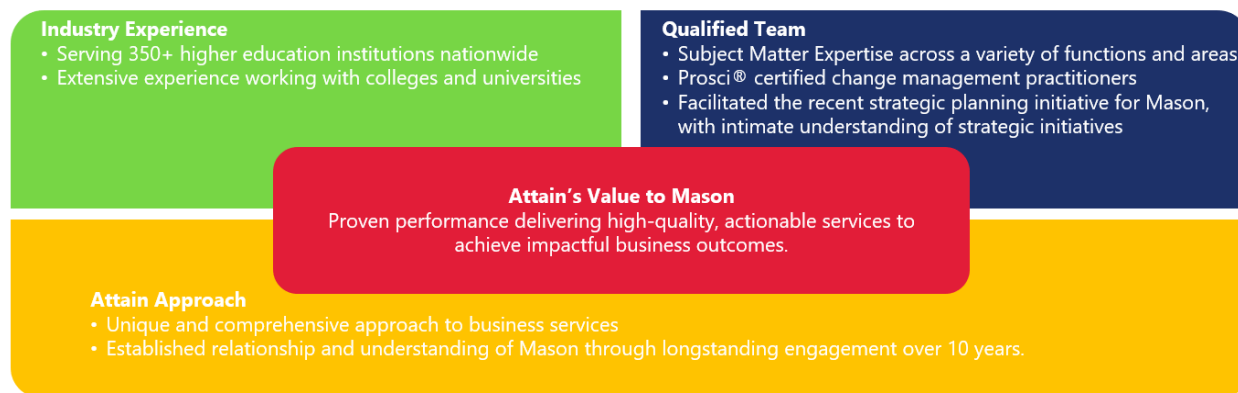 Industry Experience
• Serving 350+ higher education institutions nationwide
• Extensive experience working with colleges and universities
Qualified Team
• Subject Matter Expertise across a variety of functions and areas
• Prosci® certified change management practitioners
• Facilitated the recent strategic planning initiative for Mason,
with intimate understanding of strategic initiatives
Attain’s Value to Mason
Proven performance delivering high-quality, actionable services to
achieve impactful business outcomes.
Attain Approach
• Unique and comprehensive approach to business services
• Established relationship and understanding of Mason through longstanding engagement over 10 years.